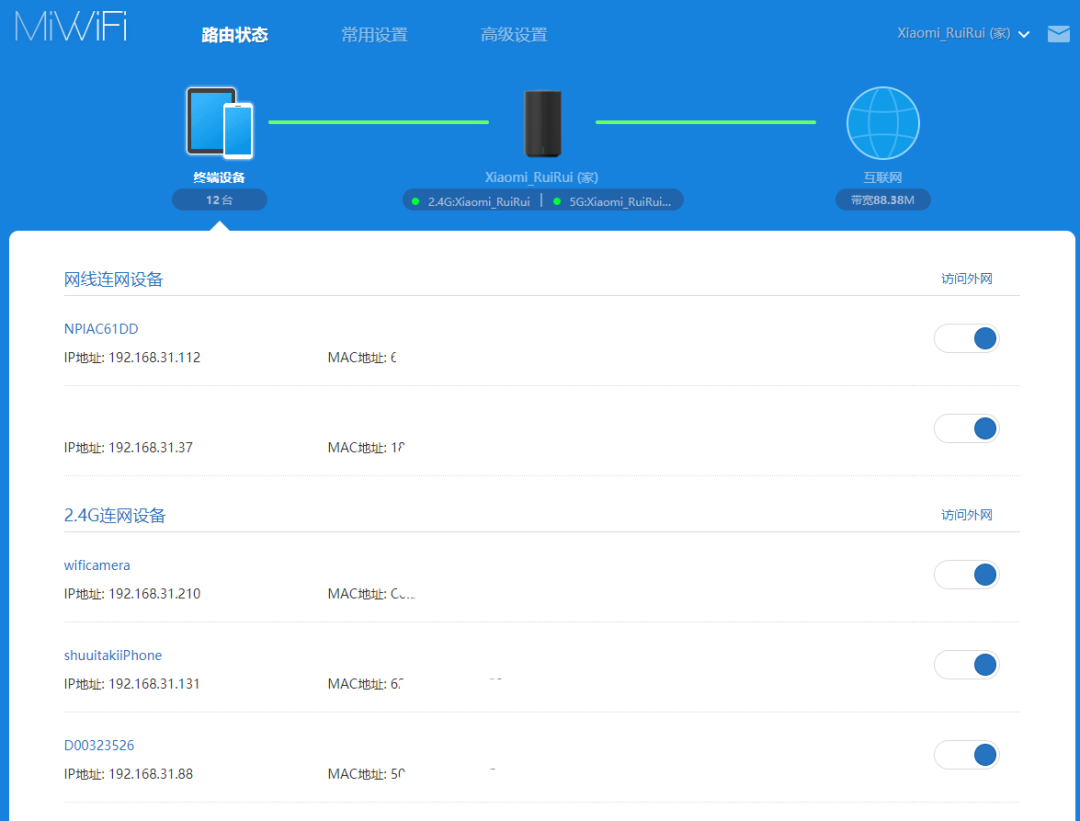 MiWiFi
路由状态 常用设置 高级设置 Xiaomi_RuiRui (家)
终端设备 Xiaomi_RuiRui (家) 互联网
12 台 2.4G:Xiaomi_RuiRui | 5G:Xiaomi_RuiRui... 带宽88.38M
网线连网设备 访问外网
NPIAC61DD
IP地址: 192.168.31.112 MAC地址: 6
IP地址: 192.168.31.37 MAC地址: 18
2.4G连网设备 访问外网
wificamera
IP地址: 192.168.31.210 MAC地址:
shuuitakiiPhone
IP地址: 192.168.31.131 MAC地址: 6
D00323526
IP地址: 192.168.31.88 MAC地址: 50